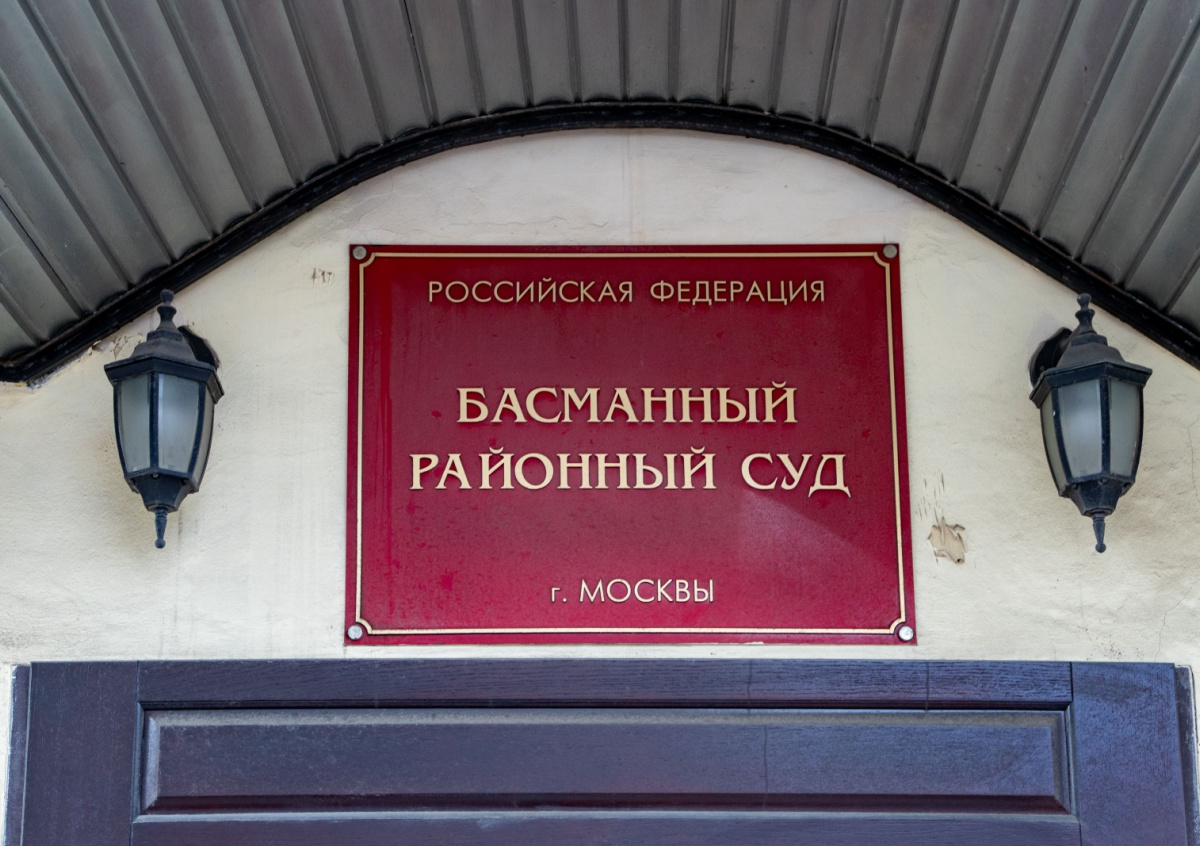 РОССИЙСКАЯ ФЕДЕРАЦИЯ
БАСМАННЫЙ
РАЙОННЫЙ СУД
г. МОСКВЫ